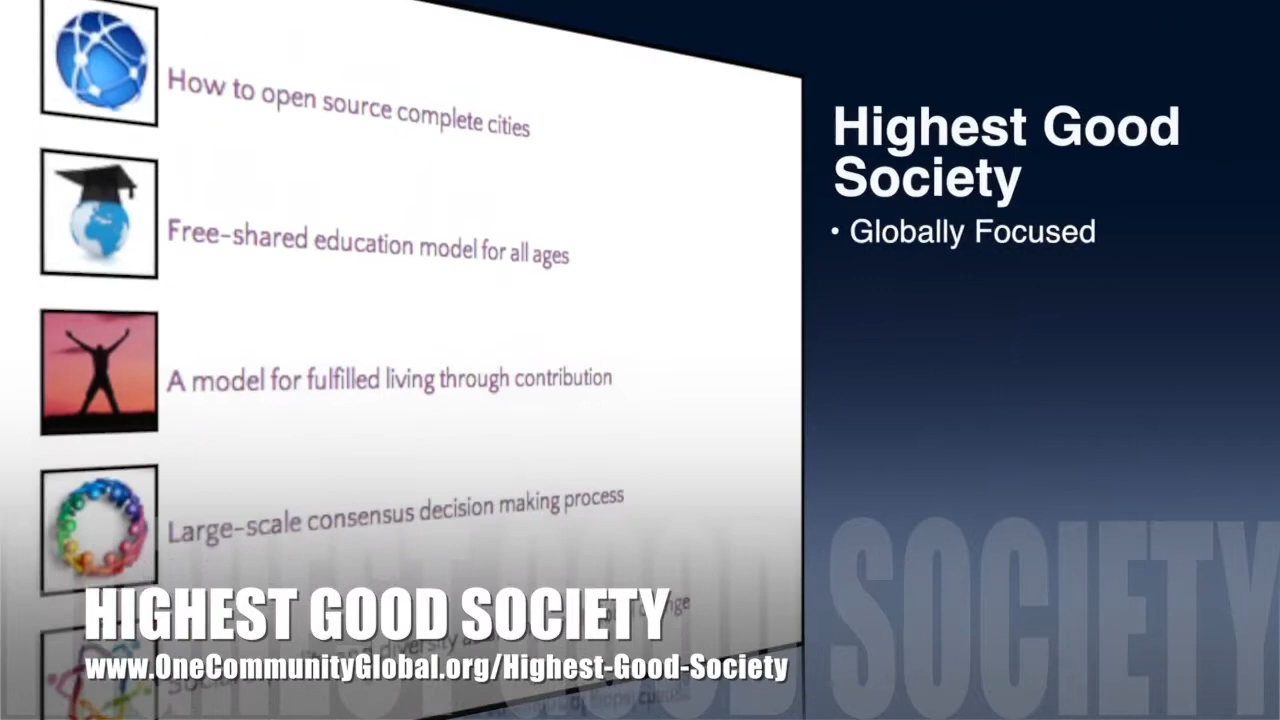 How to open source complete cities
Free-shared education model for all ages
A model for fulfilled living through contribution
Large-scale consensus decision making process
Highest Good
Society
• Globally Focused
HIGHEST GOOD SOCIETY
www.OneCommunityGlobal.org/Highest-Good-Society
HIGHEST GOOD SOCIETY